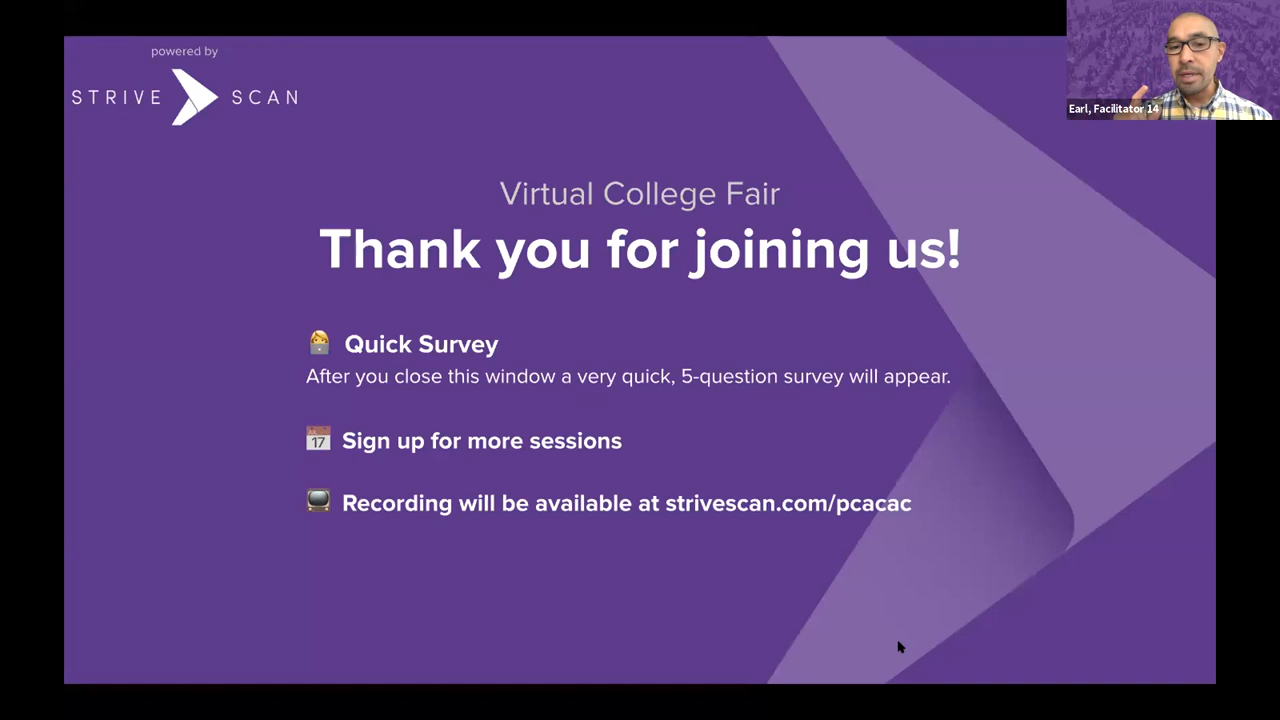 powered by
STRIVE SCAN
Earl, Facilitator 14
Virtual College Fair
Thank you for joining us!
Quick Survey
After you close this window a very quick, 5-question survey will appear.
17
Sign up for more sessions
Recording will be available at strivescan.com/pcacac